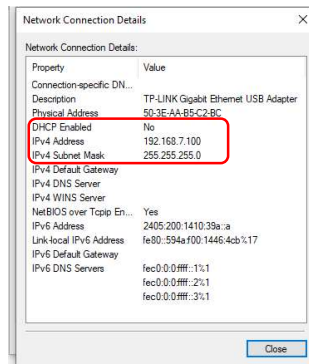 Network Connection Details
Network Connection Details:
Property Value
Connection-specific DN...
Description TP-LINK Gigabit Ethernet USB Adapter
Physical Address 50-3E-AA-B5-C2-BC
DHCP Enabled No
IPv4 Address 192.168.7.100
IPv4 Subnet Mask 255.255.255.0
IPv4 Default Gateway
IPv4 DNS Server
IPv4 WINS Server
NetBIOS over Tcpip En... Yes
IPv6 Address 2405:200:1410:39a::a
Link-local IPv6 Address fe80::594a:f00:1446:4cb%17
IPv6 Default Gateway
IPv6 DNS Servers fec0:0:0:ffff::1%1
fec0:0:0:ffff::2%1
fec0:0:0:ffff::3%1
Close